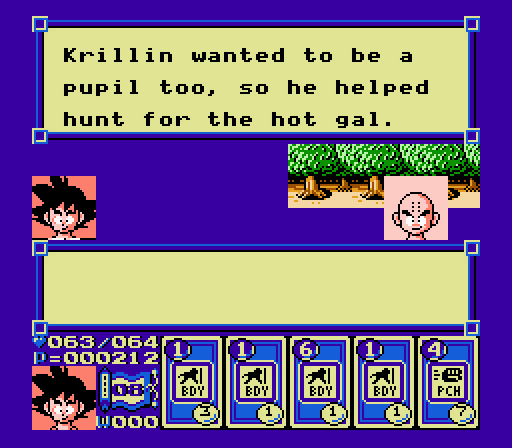 Krillin wanted to be a
pupil too, so he helped
hunt for the hot gal.
063/064
P=000212
08
W000
1 1 6 1 4
BDY BDY BDY BDY PCH
3 1 1 1 7